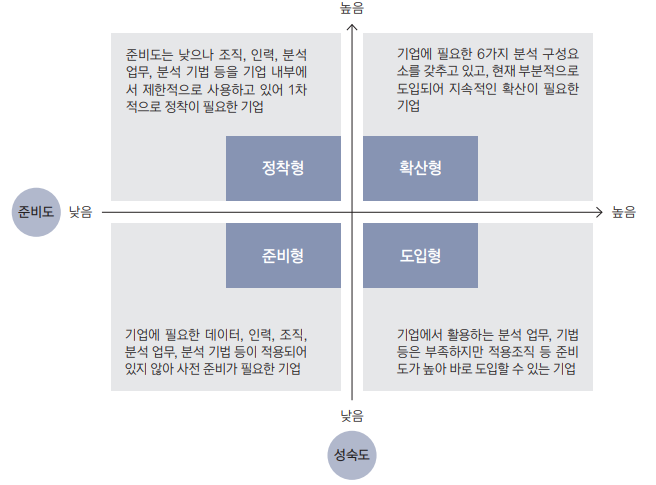 높음
준비도는 낮으나 조직, 인력, 분석
업무, 분석 기법 등을 기업 내부에
서 제한적으로 사용하고 있어 1차
적으로 정착이 필요한 기업
정착형
기업에 필요한 6가지 분석 구성요
소를 갖추고 있고, 현재 부분적으로
도입되어 지속적인 확산이 필요한
기업
확산형
준비도
낮음
높음
준비형
기업에 필요한 데이터, 인력, 조직,
분석 업무, 분석 기법 등이 적용되어
있지 않아 사전 준비가 필요한 기업
도입형
기업에서 활용하는 분석 업무, 기법
등은 부족하지만 적용조직 등 준비
도가 높아 바로 도입할 수 있는 기업
낮음
성숙도